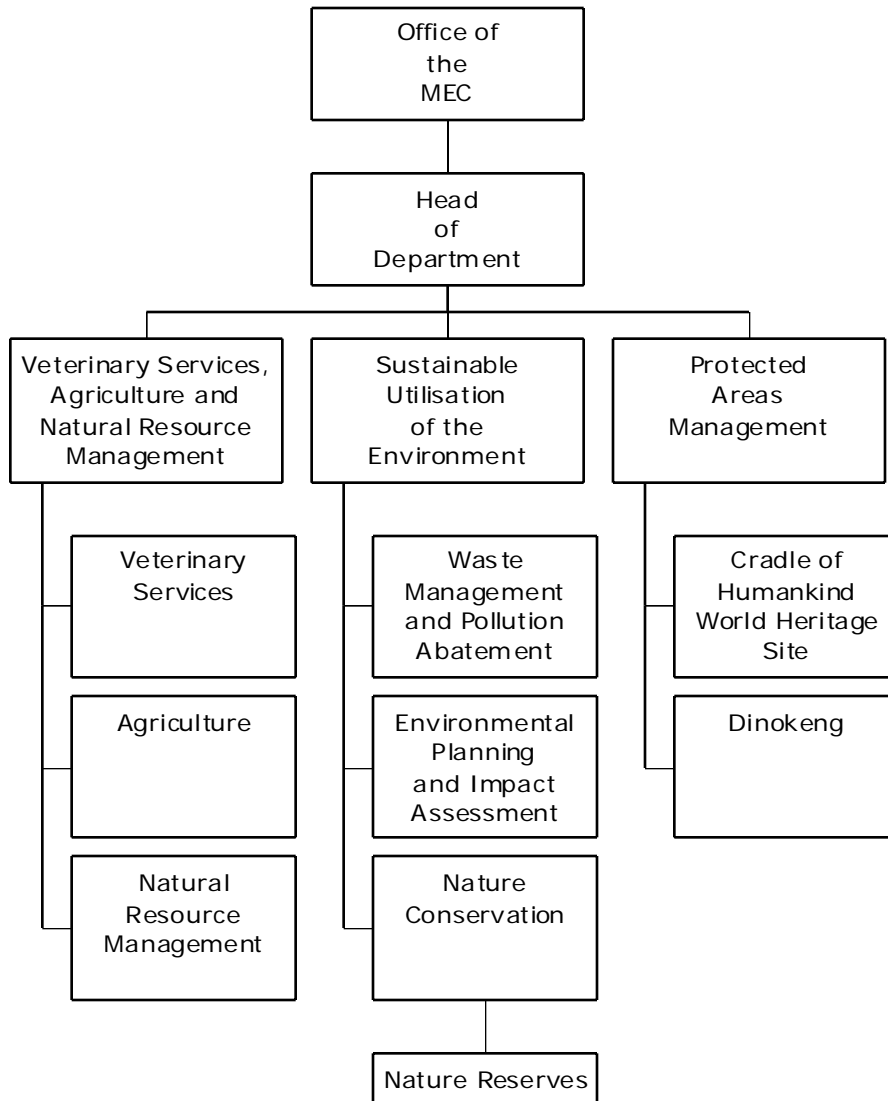 Office of
the
MEC
Head
of
Department
Veterinary Services,
Agriculture and
Natural Resource
Management
Sustainable
Utilisation
of the
Environment
Protected
Areas
Management
Veterinary
Services
Waste
Management
and Pollution
Abatement
Cradle of
Humankind
World Heritage
Site
Agriculture
Environmental
Planning
and Impact
Assessment
Dinokeng
Natural
Resource
Management
Nature
Conservation
Nature Reserves